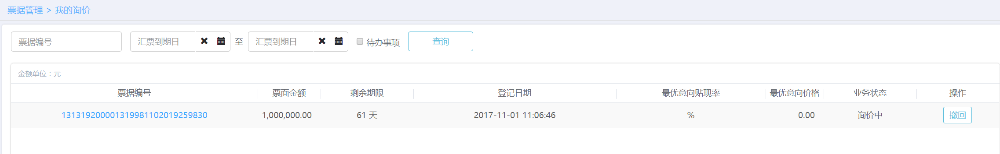 票据管理 > 我的询价
票据编号 汇票到期日 至 汇票到期日 待办事项 查询
金额单位：元
票据编号 票面金额 剩余期限 登记日期 最优意向贴现率 最优意向价格 业务状态 操作
131319200001319981102019259830 1,000,000.00 61 天 2017-11-01 11:06:46 % 0.00 询价中 撤回